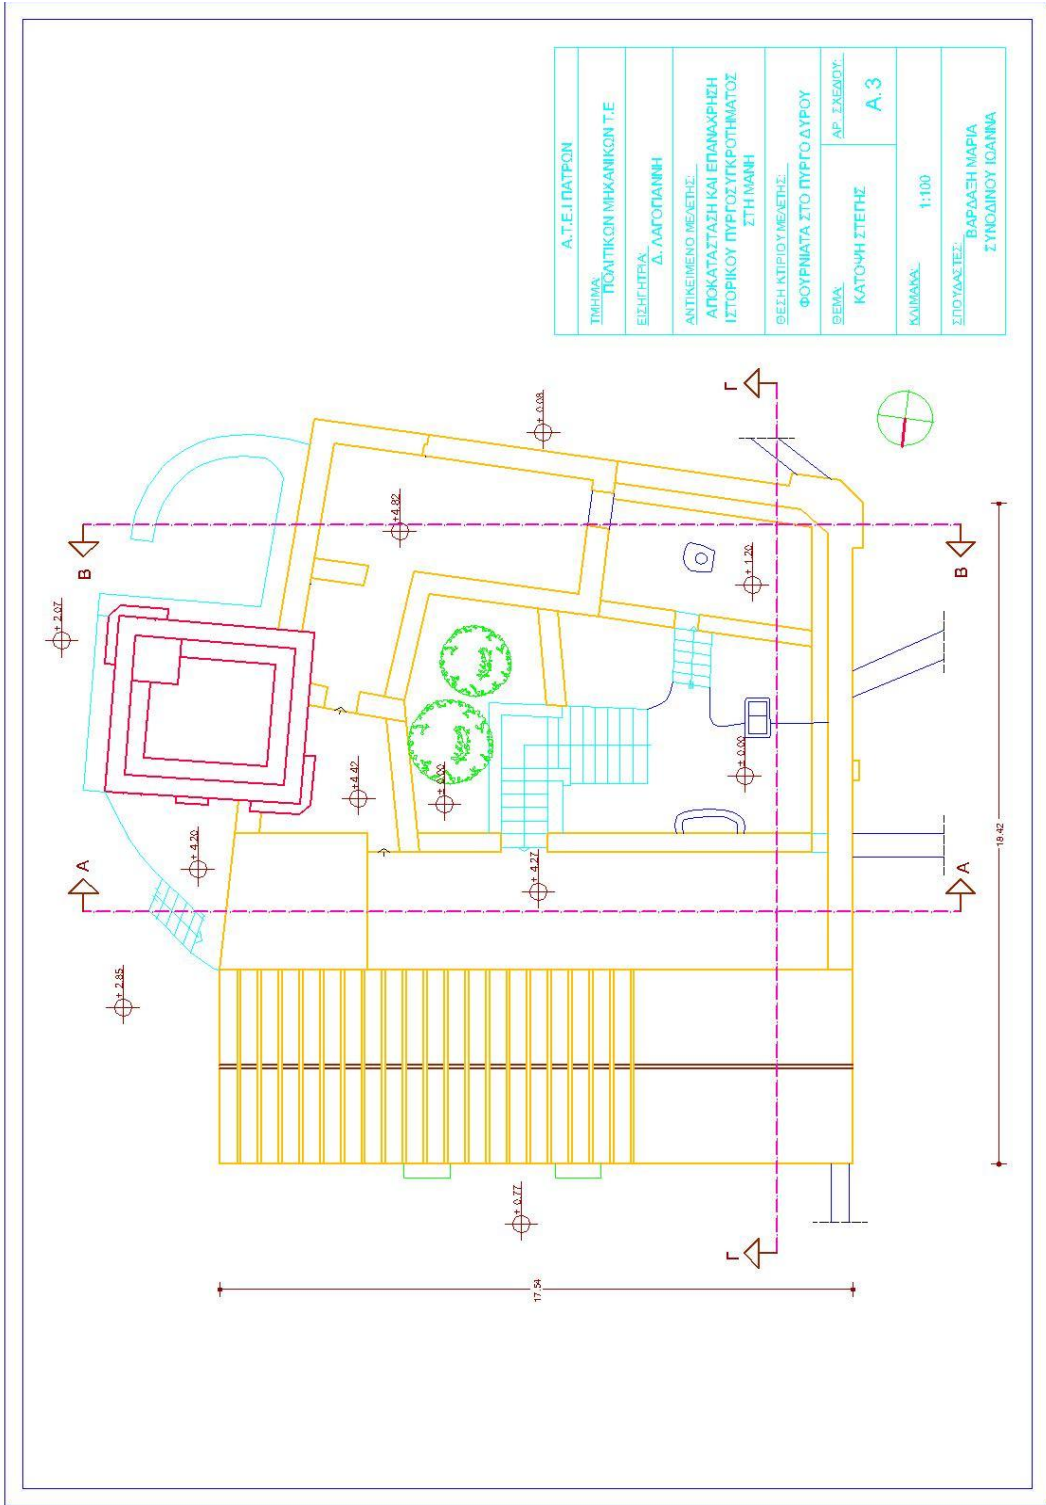 Α.Τ.Ε.Ι ΠΑΤΡΩΝ
ΤΜΗΜΑ:
ΠΟΛΙΤΙΚΩΝ ΜΗΧΑΝΙΚΩΝ Τ.Ε
ΕΙΣΗΓΗΤΡΙΑ:
Δ. ΛΑΓΟΓΙΑΝΝΗ
ΑΝΤΙΚΕΙΜΕΝΟ ΜΕΛΕΤΗΣ:
ΑΠΟΚΑΤΑΣΤΑΣΗ ΚΑΙ ΕΠΑΝΑΧΡΗΣΗ
ΙΣΤΟΡΙΚΟΥ ΠΥΡΓΟΣΥΓΚΡΟΤΗΜΑΤΟΣ
ΣΤΗ ΜΑΝΗ
ΘΕΣΗ ΚΤΙΡΙΟΥ ΜΕΛΕΤΗΣ:
ΦΟΥΡΝΙΑΤΑ ΣΤΟ ΠΥΡΓΟ ΔΥΡΟΥ
ΘΕΜΑ:
ΚΑΤΟΨΗ ΣΤΕΓΗΣ
ΑΡ. ΣΧΕΔΙΟΥ:
Α.3
ΚΛΙΜΑΚΑ:
1:100
ΣΠΟΥΔΑΣΤΕΣ:
ΒΑΡΔΑΞΗ ΜΑΡΙΑ
ΣΥΝΟΔΙΝΟΥ ΙΩΑΝΝΑ
+ 2.85
+ 4.20
+ 2.07
Α
Β
+4.42
+4.82
+ 0.77
+ 4.27
+ 0.08
17.54
Γ
Γ
+ 0.00
+ 1.20
Α
Β
18.42